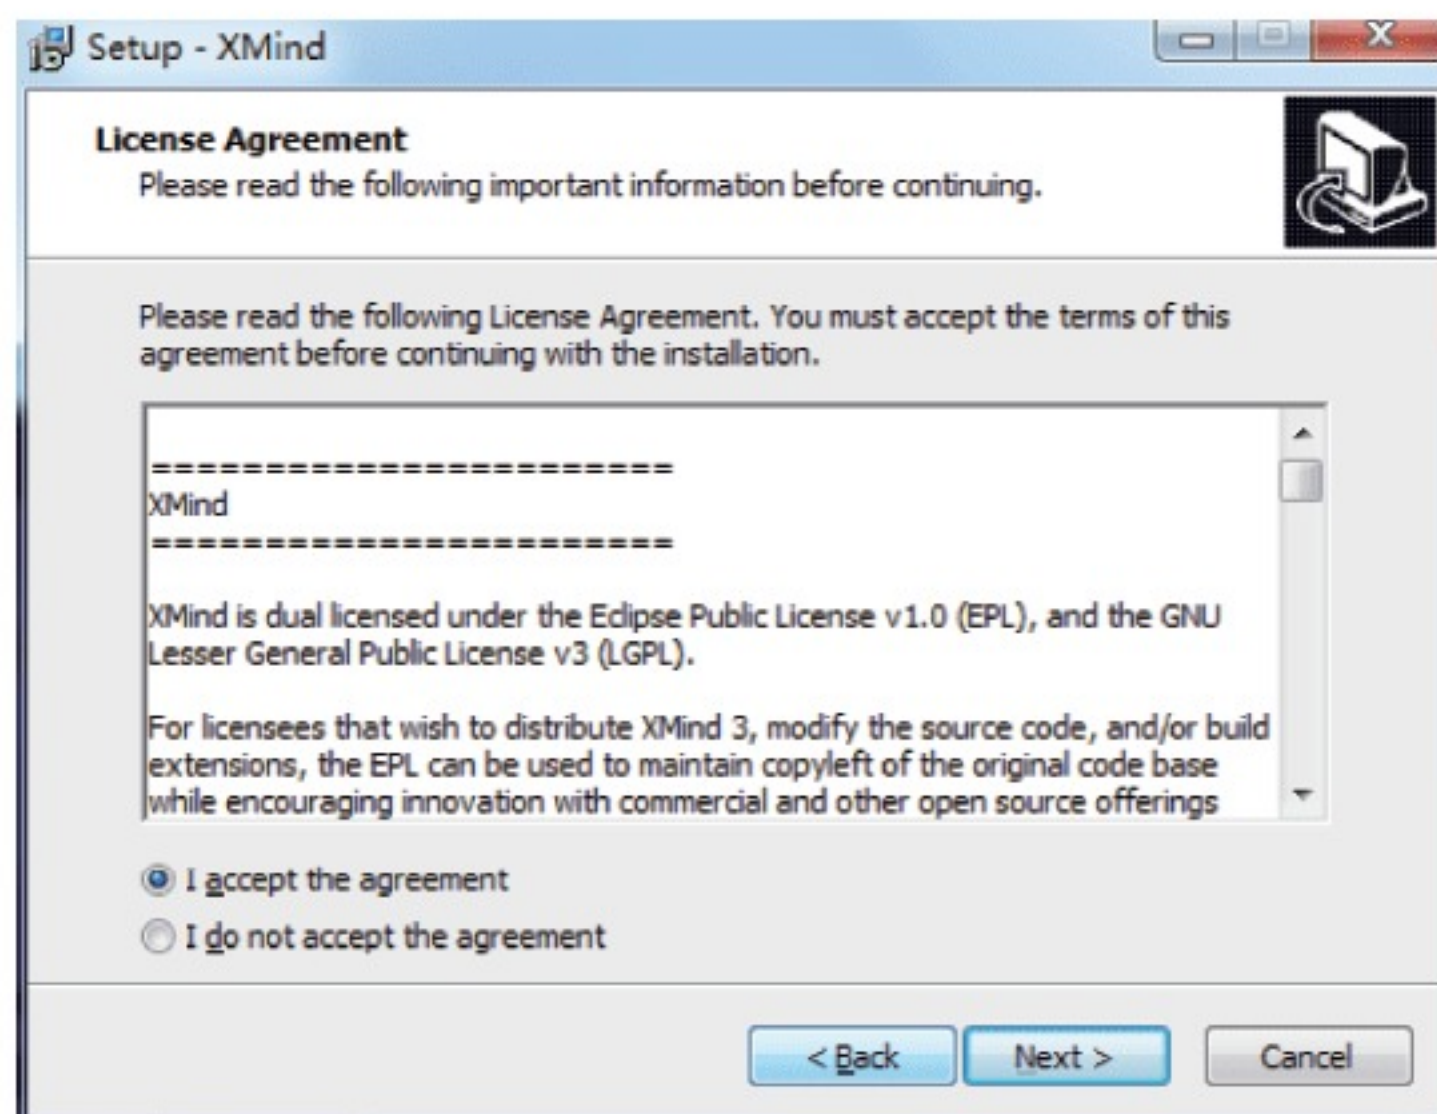 Setup - XMind
License Agreement
Please read the following important information before continuing.
Please read the following License Agreement. You must accept the terms of this
agreement before continuing with the installation.
=======================
XMind
=======================
XMind is dual licensed under the Eclipse Public License v1.0 (EPL), and the GNU
Lesser General Public License v3 (LGPL).
For licensees that wish to distribute XMind 3, modify the source code, and/or build
extensions, the EPL can be used to maintain copyleft of the original code base
while encouraging innovation with commercial and other open source offerings
I accept the agreement
I do not accept the agreement
< Back
Next >
Cancel